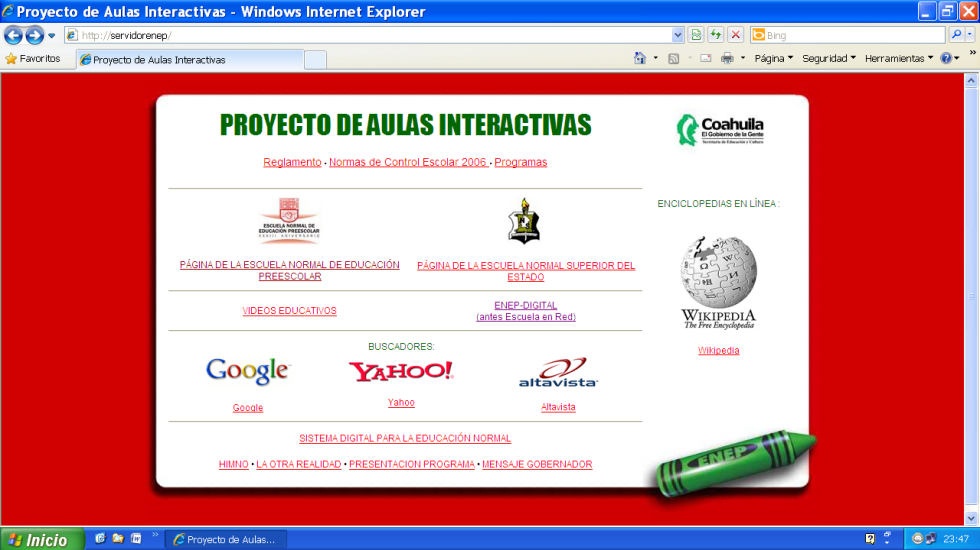 Proyecto de Aulas Interactivas - Windows Internet Explorer
http://servidorenep/
Bing
Favoritos
Proyecto de Aulas Interactivas
Página
Seguridad
Herramientas
PROYECTO DE AULAS INTERACTIVAS
Coahuila
El Gobierno de la Gente
Secretaría de Educación y Cultura
Reglamento • Normas de Control Escolar 2006 • Programas
ESCUELA NORMAL DE
EDUCACIÓN PREESCOLAR
XXXIII ANIVERSARIO
PÁGINA DE LA ESCUELA NORMAL DE EDUCACIÓN
PREESCOLAR
PÁGINA DE LA ESCUELA NORMAL SUPERIOR DEL
ESTADO
VIDEOS EDUCATIVOS
ENEP-DIGITAL
(antes Escuela en Red)
BUSCADORES:
Google
YAHOO!
altavista
Google
Yahoo
Altavista
SISTEMA DIGITAL PARA LA EDUCACIÓN NORMAL
HIMNO • LA OTRA REALIDAD • PRESENTACION PROGRAMA • MENSAJE GOBERNADOR
ENCICLOPEDIAS EN LÍNEA :
WIKIPEDIA
The Free Encyclopedia
Wikipedia
ENEP
Inicio
Proyecto de Aulas...
23:47